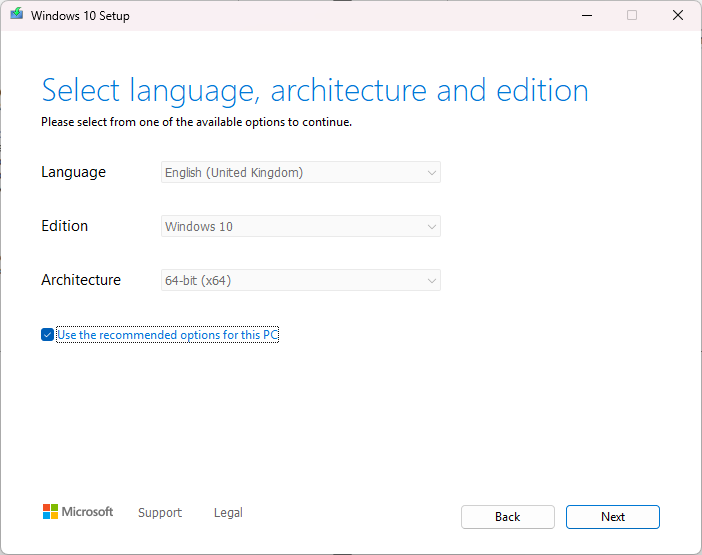 Windows 10 Setup
Select language, architecture and edition
Please select from one of the available options to continue.
Language English (United Kingdom)
Edition Windows 10
Architecture 64-bit (x64)
Use the recommended options for this PC
Microsoft Support Legal Back Next